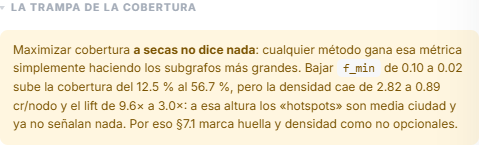 LA TRAMPA DE LA COBERTURA
Maximizar cobertura a secas no dice nada: cualquier método gana esa métrica
simplemente haciendo los subgrafos más grandes. Bajar f_min de 0.10 a 0.02
sube la cobertura del 12.5 % al 56.7 %, pero la densidad cae de 2.82 a 0.89
cr/nodo y el lift de 9.6× a 3.0×: a esa altura los «hotspots» son media ciudad y
ya no señalan nada. Por eso §7.1 marca huella y densidad como no opcionales.